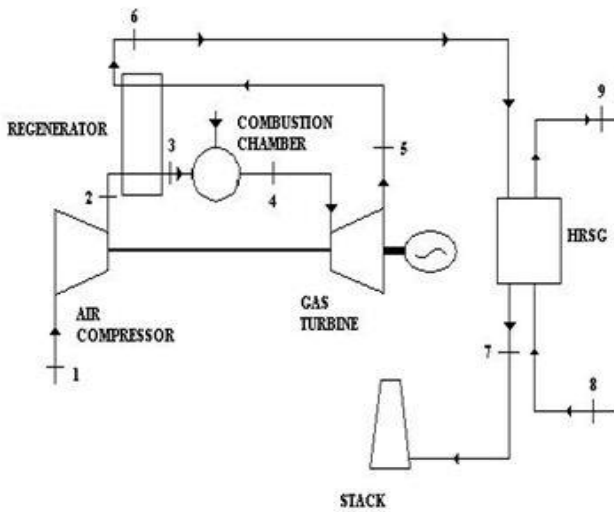 6
9
REGENERATOR
COMBUSTION
CHAMBER
3
5
2
4
HRSG
AIR
COMPRESSOR
GAS
TURBINE
7
1
8
STACK